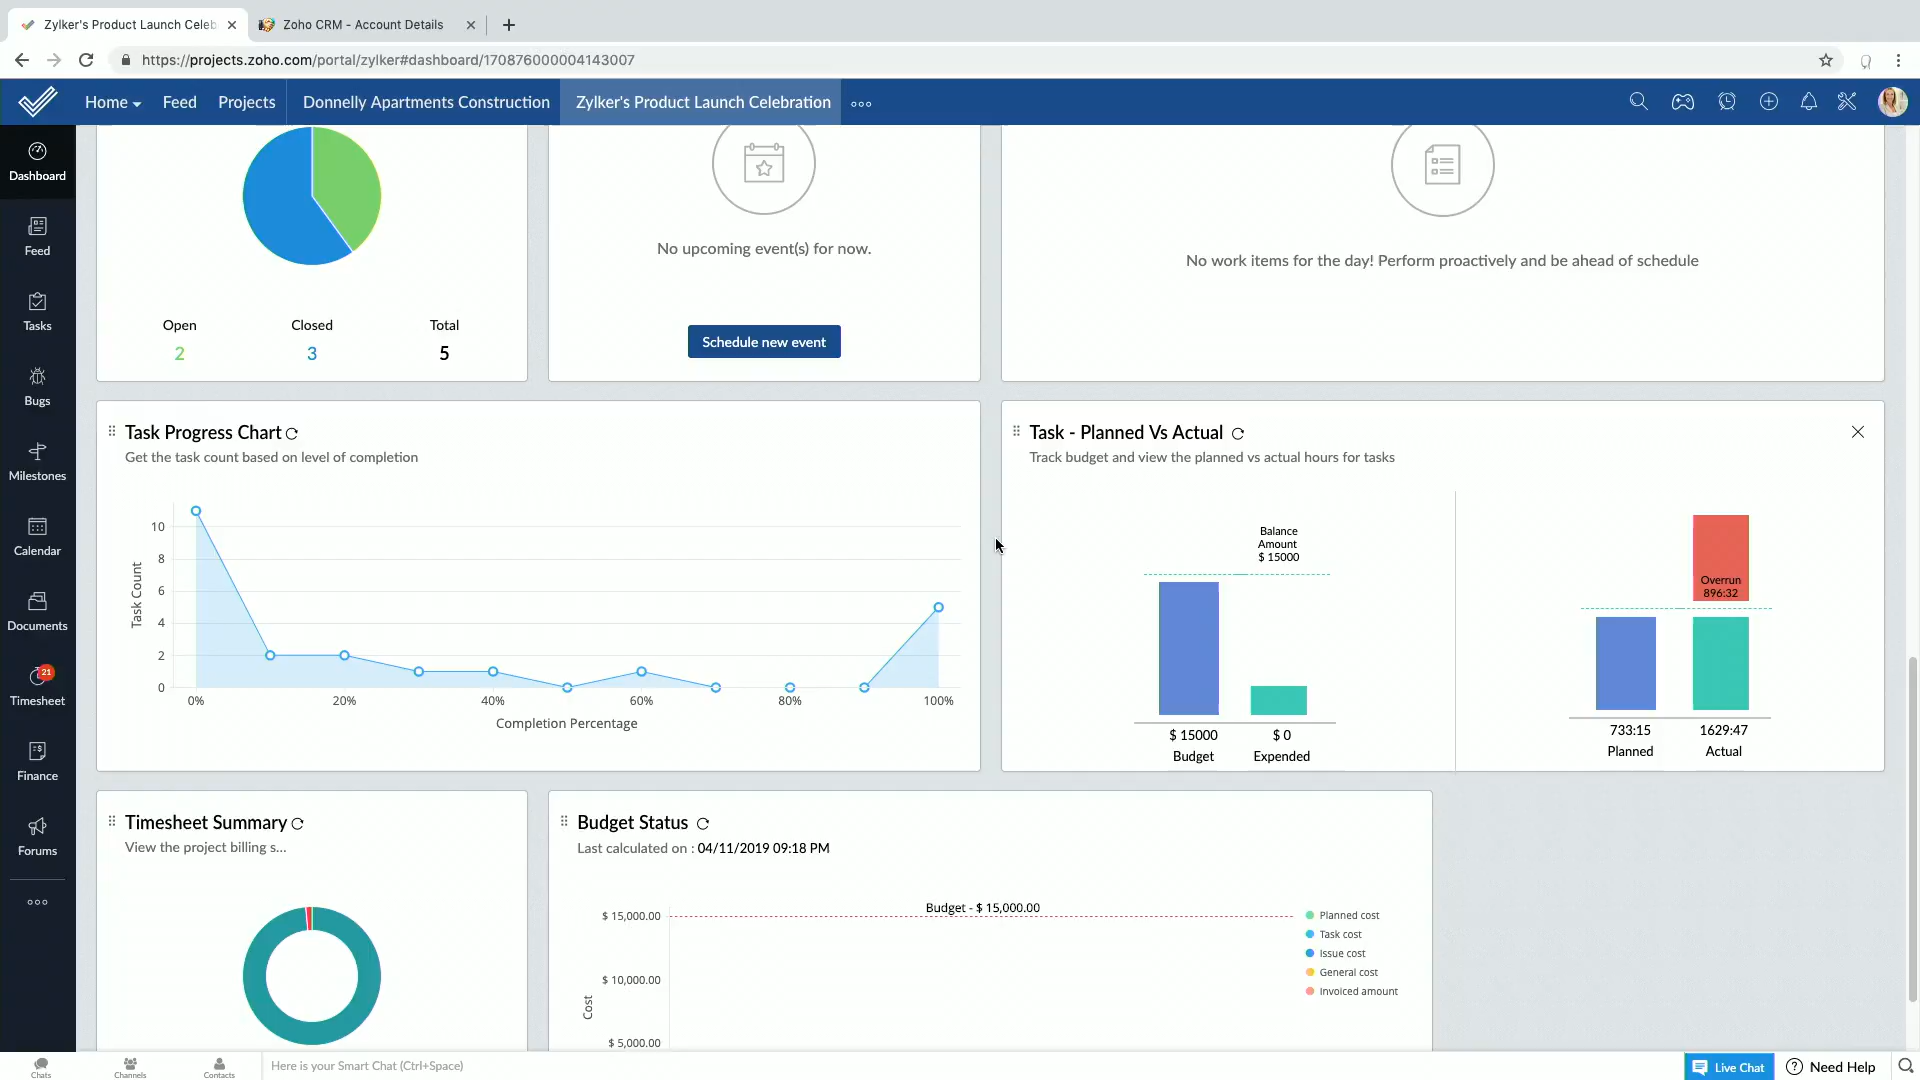 Zylker's Product Launch Celeb
Zoho CRM - Account Details
https://projects.zoho.com/portal/zylker#dashboard/170876000004143007
Home
Feed
Projects
Donnelly Apartments Construction
Zylker's Product Launch Celebration
Dashboard
Feed
Tasks
Bugs
Milestones
Calendar
Documents
21
Timesheet
Finance
Forums
Open
Closed
Total
2
3
5
No upcoming event(s) for now.
Schedule new event
No work items for the day! Perform proactively and be ahead of schedule
Task Progress Chart
Get the task count based on level of completion
Task Count
10
8
6
4
2
0
0%
20%
40%
60%
80%
100%
Completion Percentage
Task - Planned Vs Actual
Track budget and view the planned vs actual hours for tasks
Balance
Amount
$ 15000
$ 15000
$ 0
Budget
Expended
Overrun
896:32
733:15
1629:47
Planned
Actual
Timesheet Summary
View the project billing s...
Budget Status
Last calculated on : 04/11/2019 09:18 PM
Budget - $ 15,000.00
$ 15,000.00
$ 10,000.00
$ 5,000.00
Cost
Planned cost
Task cost
Issue cost
General cost
Invoiced amount
Chats
Channels
Contacts
Here is your Smart Chat (Ctrl+Space)
Live Chat
Need Help